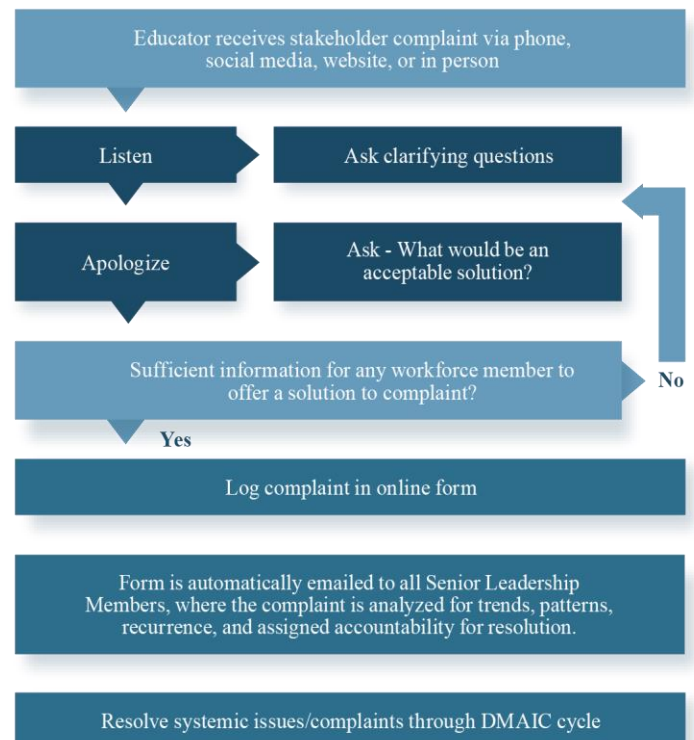 Educator receives stakeholder complaint via phone,
social media, website, or in person
Listen
Ask clarifying questions
Apologize
Ask - What would be an
acceptable solution?
Sufficient information for any workforce member to
offer a solution to complaint?
No
Yes
Log complaint in online form
Form is automatically emailed to all Senior Leadership
Members, where the complaint is analyzed for trends, patterns,
recurrence, and assigned accountability for resolution.
Resolve systemic issues/complaints through DMAIC cycle